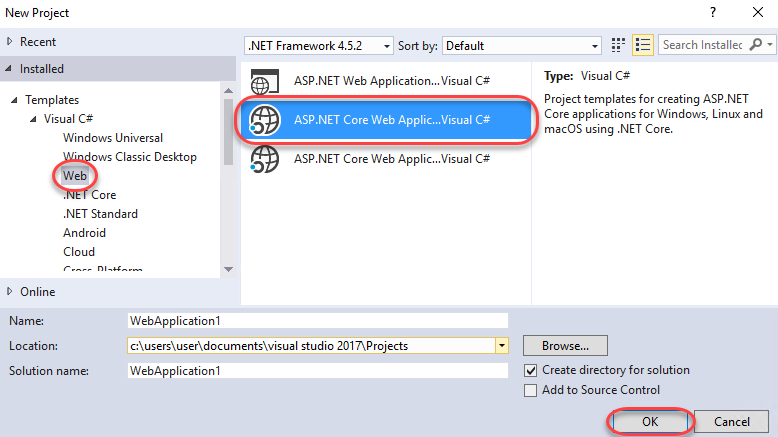 New Project
?
Recent
.NET Framework 4.5.2
Sort by:
Default
Search Installed
Installed
Templates
Visual C#
Windows Universal
Windows Classic Desktop
Web
.NET Core
.NET Standard
Android
Cloud
Cross-Platform
Online
ASP.NET Web Application...Visual C#
ASP.NET Core Web Applic...Visual C#
ASP.NET Core Web Applic...Visual C#
Type: Visual C#
Project templates for creating ASP.NET
Core applications for Windows, Linux and
macOS using .NET Core.
Name:
WebApplication1
Location:
c:\users\user\documents\visual studio 2017\Projects
Browse...
Solution name:
WebApplication1
Create directory for solution
Add to Source Control
OK
Cancel